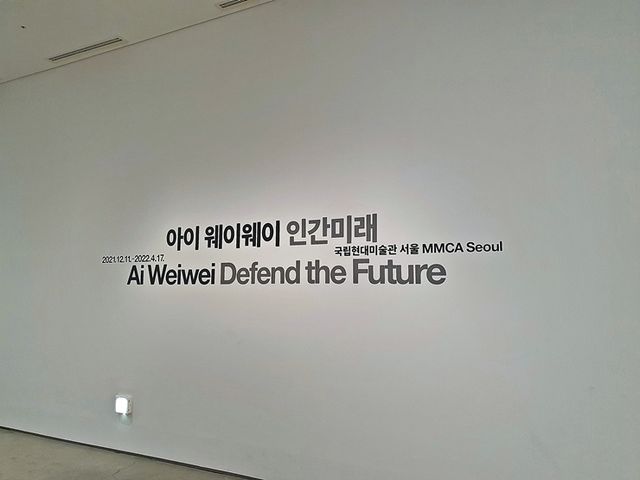 아이 웨이웨이 인간미래
2021.12.11.-2022.4.17.
국립현대미술관 서울 MMCA Seoul
Ai Weiwei Defend the Future